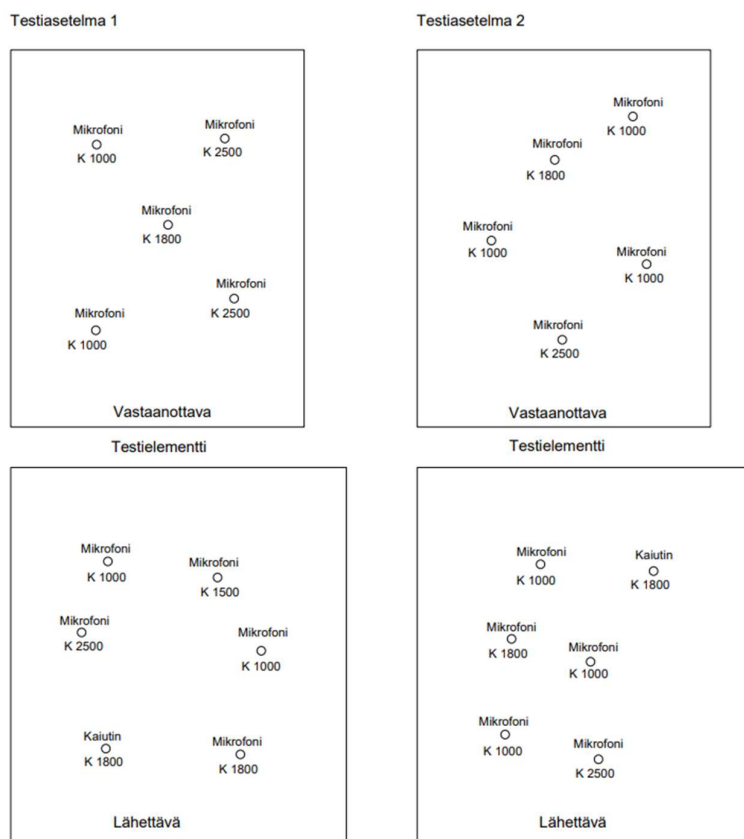 Testiasetelma 1
Mikrofoni
K 1000
Mikrofoni
K 2500
Mikrofoni
K 1800
Mikrofoni
K 2500
Mikrofoni
K 1000
Vastaanottava
Testielementti
Mikrofoni
K 1000
Mikrofoni
K 1500
Mikrofoni
K 2500
Mikrofoni
K 1000
Kaiutin
K 1800
Mikrofoni
K 1800
Lähettävä
Testiasetelma 2
Mikrofoni
K 1000
Mikrofoni
K 1800
Mikrofoni
K 1000
Mikrofoni
K 1000
Mikrofoni
K 2500
Vastaanottava
Testielementti
Mikrofoni
K 1000
Kaiutin
K 1800
Mikrofoni
K 1800
Mikrofoni
K 1000
Mikrofoni
K 1000
Mikrofoni
K 2500
Lähettävä